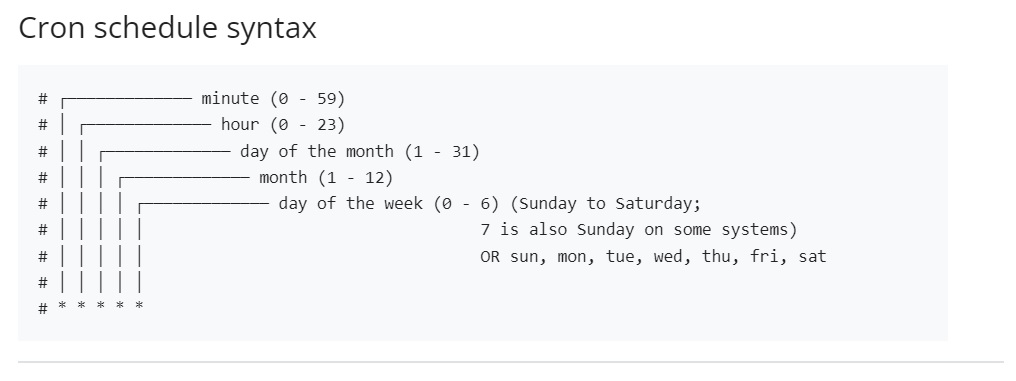 Cron schedule syntax
# ┌───────────── minute (0 - 59)
# │ ┌───────────── hour (0 - 23)
# │ │ ┌───────────── day of the month (1 - 31)
# │ │ │ ┌───────────── month (1 - 12)
# │ │ │ │ ┌───────────── day of the week (0 - 6) (Sunday to Saturday;
# │ │ │ │ │                                   7 is also Sunday on some systems)
# │ │ │ │ │                                   OR sun, mon, tue, wed, thu, fri, sat
# │ │ │ │ │
# * * * * *